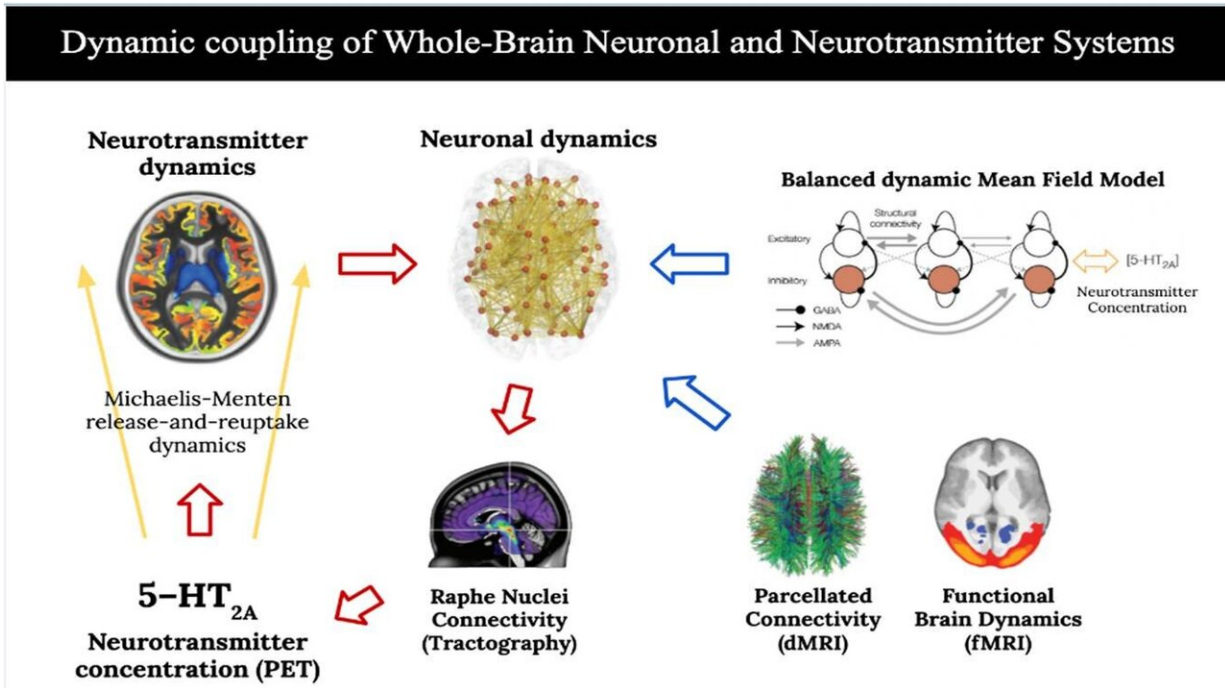 Dynamic coupling of Whole-Brain Neuronal and Neurotransmitter Systems
Neurotransmitter
dynamics
Michaelis-Menten
release-and-reuptake
dynamics
5–HT2A
Neurotransmitter
concentration (PET)
Neuronal dynamics
Raphe Nuclei
Connectivity
(Tractography)
Balanced dynamic Mean Field Model
Structural
connectivity
Excitatory
Inhibitory
GABA
NMDA
AMPA
[5-HT2A]
Neurotransmitter
Concentration
Parcellated
Connectivity
(dMRI)
Functional
Brain Dynamics
(fMRI)